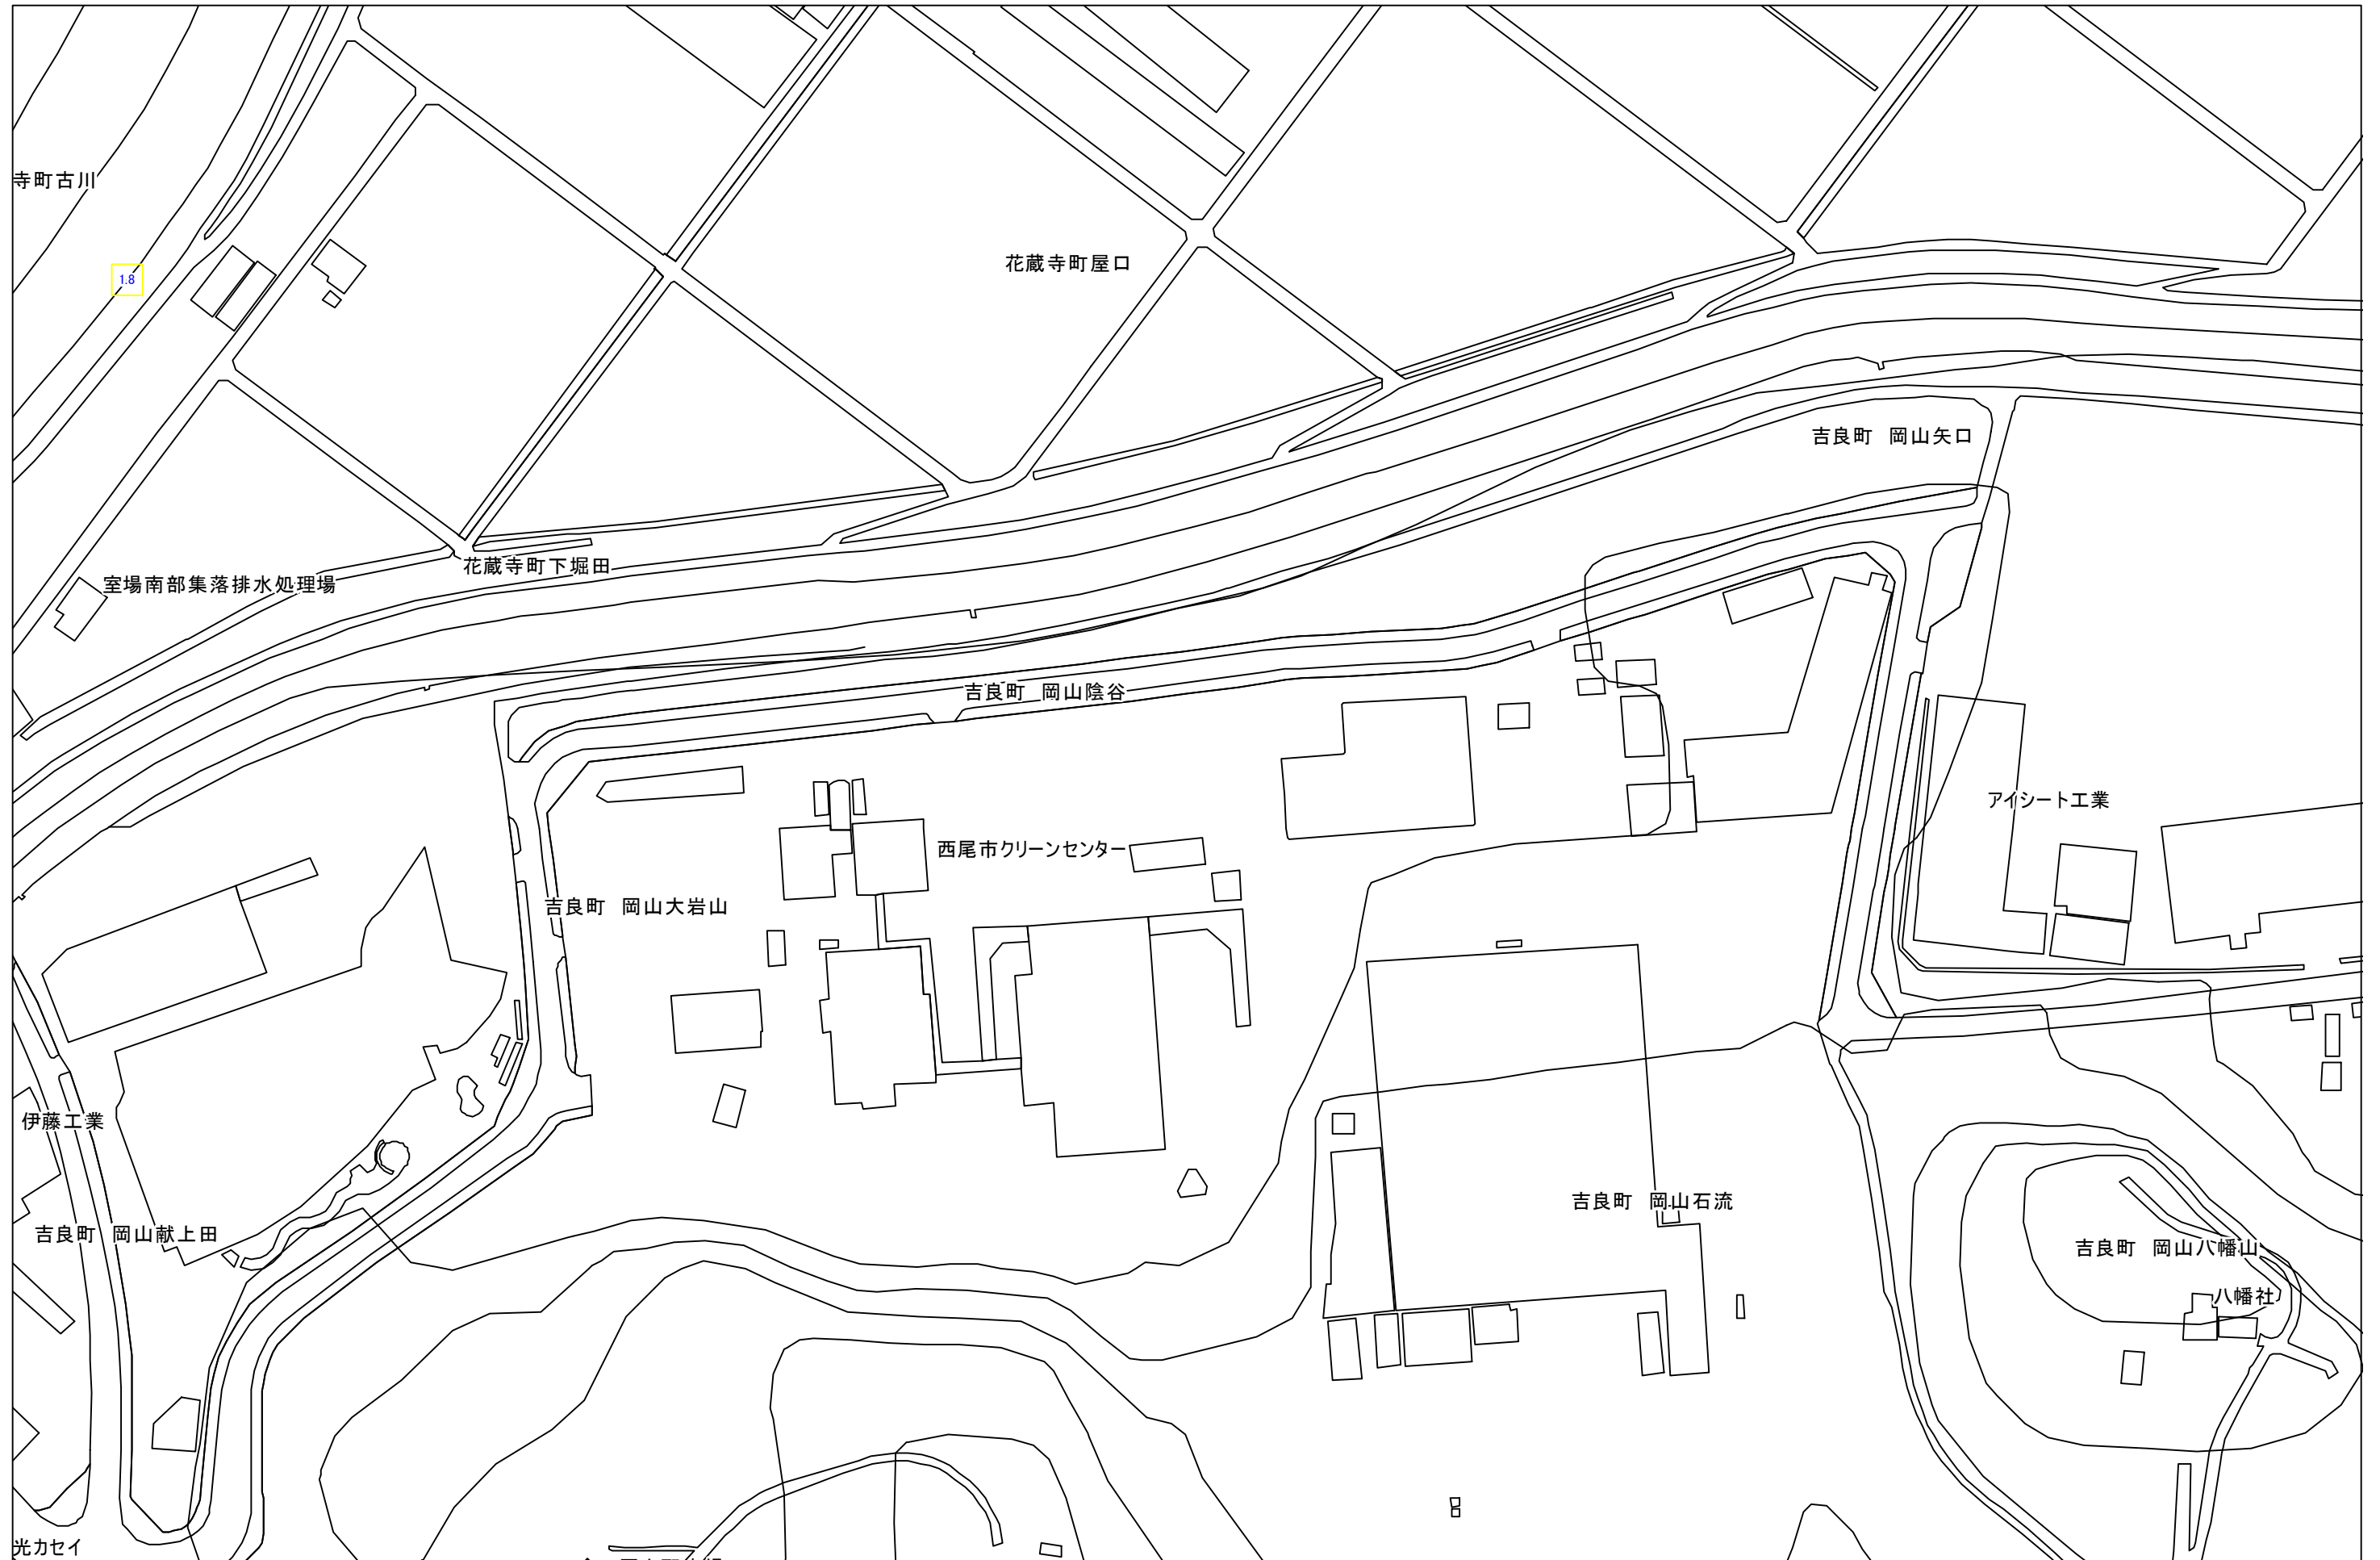 寺町古川
花蔵寺町屋口
1.8
吉良町 岡山矢口
花蔵寺町下堀田
室場南部集落排水処理場
吉良町 岡山陰谷
アイシート工業
西尾市クリーンセンター
吉良町 岡山大岩山
伊藤工業
吉良町 岡山石流
吉良町 岡山献上田
吉良町 岡山八幡山
八幡社
光カセイ